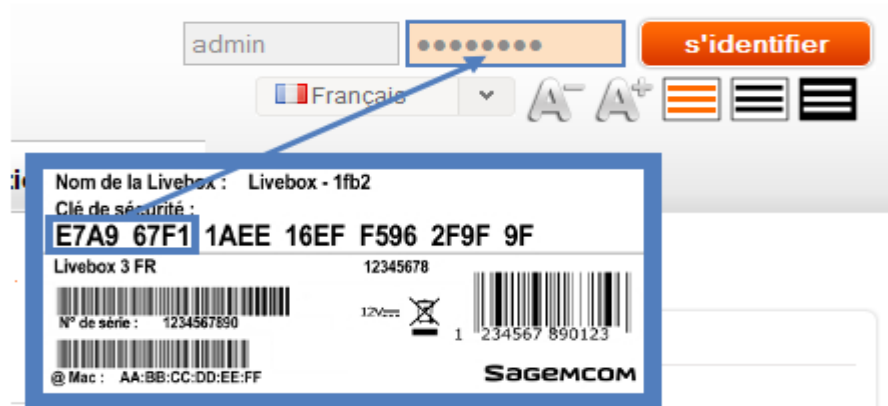 admin ●●●●●●●● s'identifier
Français A- A+
Nom de la Livebox : Livebox - 1fb2
Clé de sécurité :
E7A9 67F1 1AEE 16EF F596 2F9F 9F
Livebox 3 FR 12345678
12V
N° de série : 1234567890
1 234567 890123
@ Mac : AA:BB:CC:DD:EE:FF
SAGEMCOM